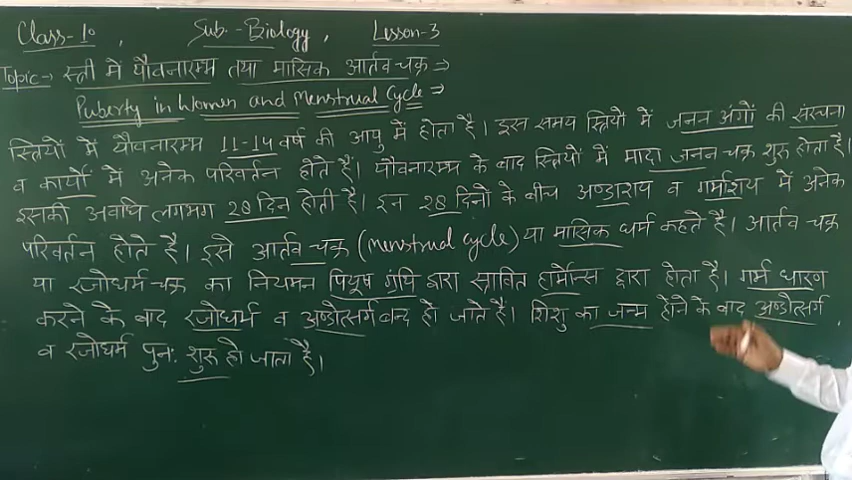 Class-10, Sub.-Biology, Lesson-3
Topic→ स्त्री में यौवनारम्भ तथा मासिक आर्तव चक्र ⇒
Puberty in Women and Menstrual Cycle ⇒
स्त्रियों में यौवनारम्भ 11-14 वर्ष की आयु में होता है। इस समय स्त्रियों में जनन अंगों की संरचना
व कार्यों में अनेक परिवर्तन होते हैं। यौवनारम्भ के बाद स्त्रियों में मादा जनन चक्र शुरु होता है।
इसकी अवधि लगभग 28 दिन होती है। इन 28 दिनों के बीच अण्डाशय व गर्भाशय में अनेक
परिवर्तन होते है। इसे आर्तव चक्र (menstrual cycle) या मासिक धर्म कहते है। आर्तव चक्र
या रजोधर्म चक्र का नियमन पियूष ग्रंथि द्वारा स्रावित हार्मोन्स द्वारा होता है। गर्भ धारण
करने के बाद रजोधर्म व अण्डोत्सर्ग बन्द हो जाते हैं। शिशु का जन्म होने के बाद अण्डोत्सर्ग
व रजोधर्म पुन: शुरु हो जाता है।